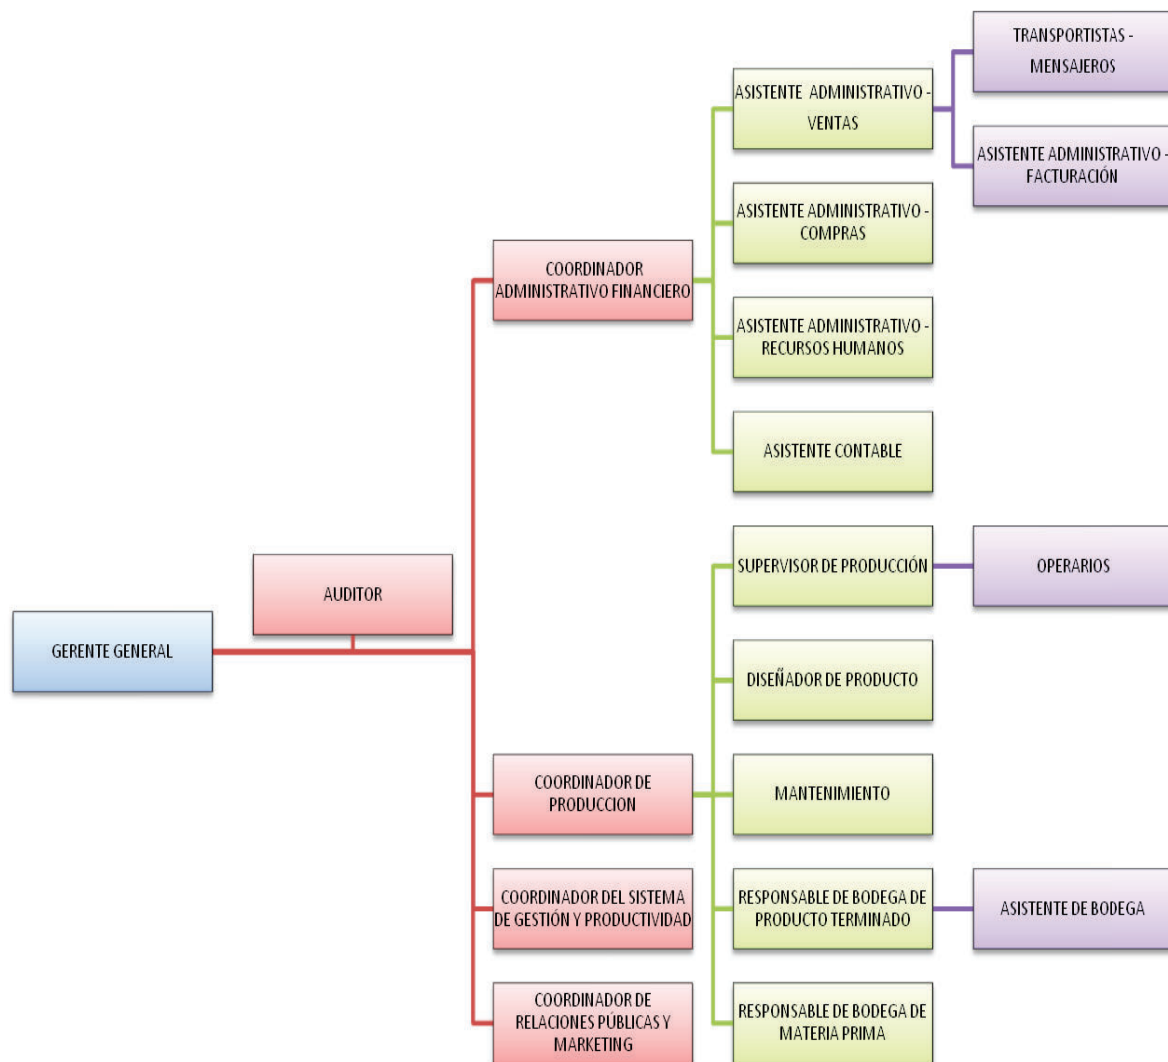 TRANSPORTISTAS -
MENSAJEROS
ASISTENTE ADMINISTRATIVO -
VENTAS
ASISTENTE ADMINISTRATIVO -
FACTURACIÓN
ASISTENTE ADMINISTRATIVO -
COMPRAS
COORDINADOR
ADMINISTRATIVO FINANCIERO
ASISTENTE ADMINISTRATIVO -
RECURSOS HUMANOS
ASISTENTE CONTABLE
SUPERVISOR DE PRODUCCIÓN
OPERARIOS
AUDITOR
GERENTE GENERAL
DISEÑADOR DE PRODUCTO
COORDINADOR DE
PRODUCCION
MANTENIMIENTO
COORDINADOR DEL SISTEMA
DE GESTIÓN Y PRODUCTIVIDAD
RESPONSABLE DE BODEGA DE
PRODUCTO TERMINADO
ASISTENTE DE BODEGA
COORDINADOR DE
RELACIONES PÚBLICAS Y
MARKETING
RESPONSABLE DE BODEGA DE
MATERIA PRIMA